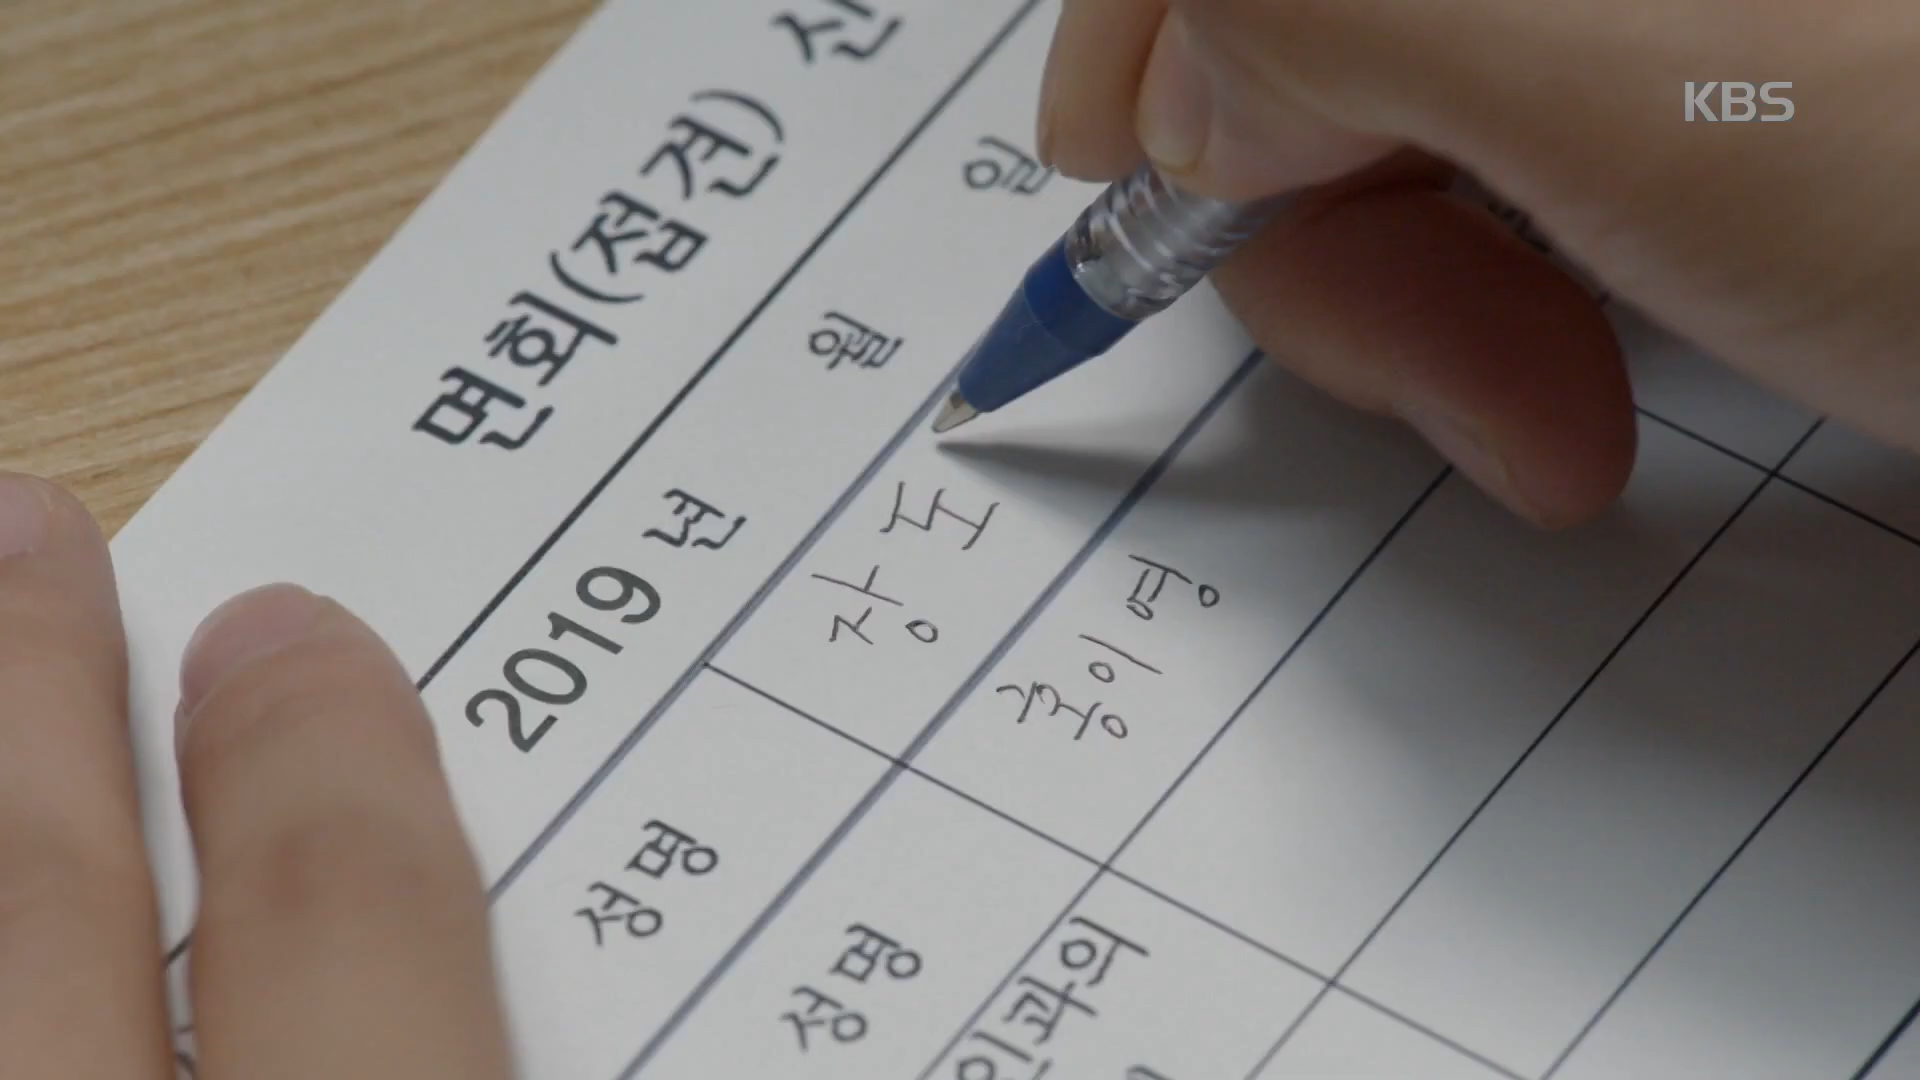 KBS
면회(접견) 신
2019 년 월 일
성명 장도
성명 홍이영
인과의